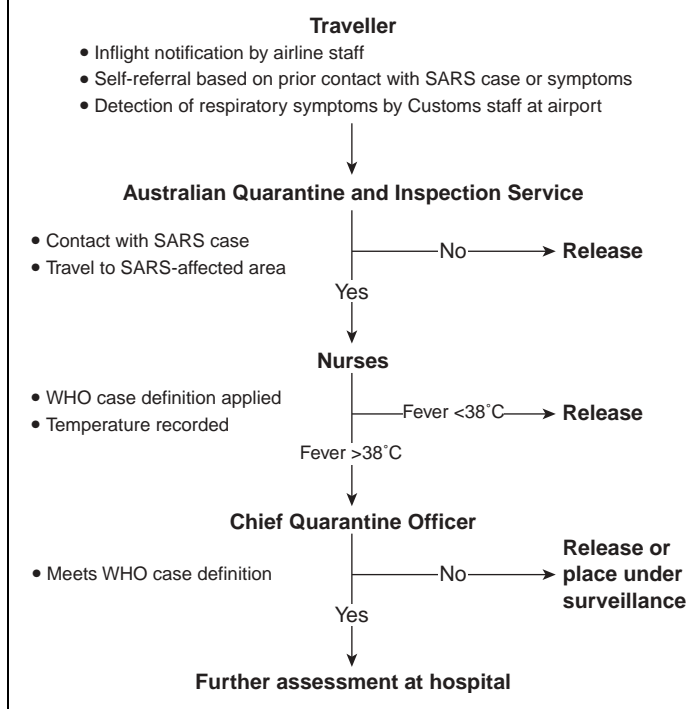 Traveller
• Inflight notification by airline staff
• Self-referral based on prior contact with SARS case or symptoms
• Detection of respiratory symptoms by Customs staff at airport
Australian Quarantine and Inspection Service
• Contact with SARS case
• Travel to SARS-affected area
No
Release
Yes
Nurses
• WHO case definition applied
• Temperature recorded
Fever <38˚C
Release
Fever >38˚C
Chief Quarantine Officer
• Meets WHO case definition
No
Release or
place under
surveillance
Yes
Further assessment at hospital